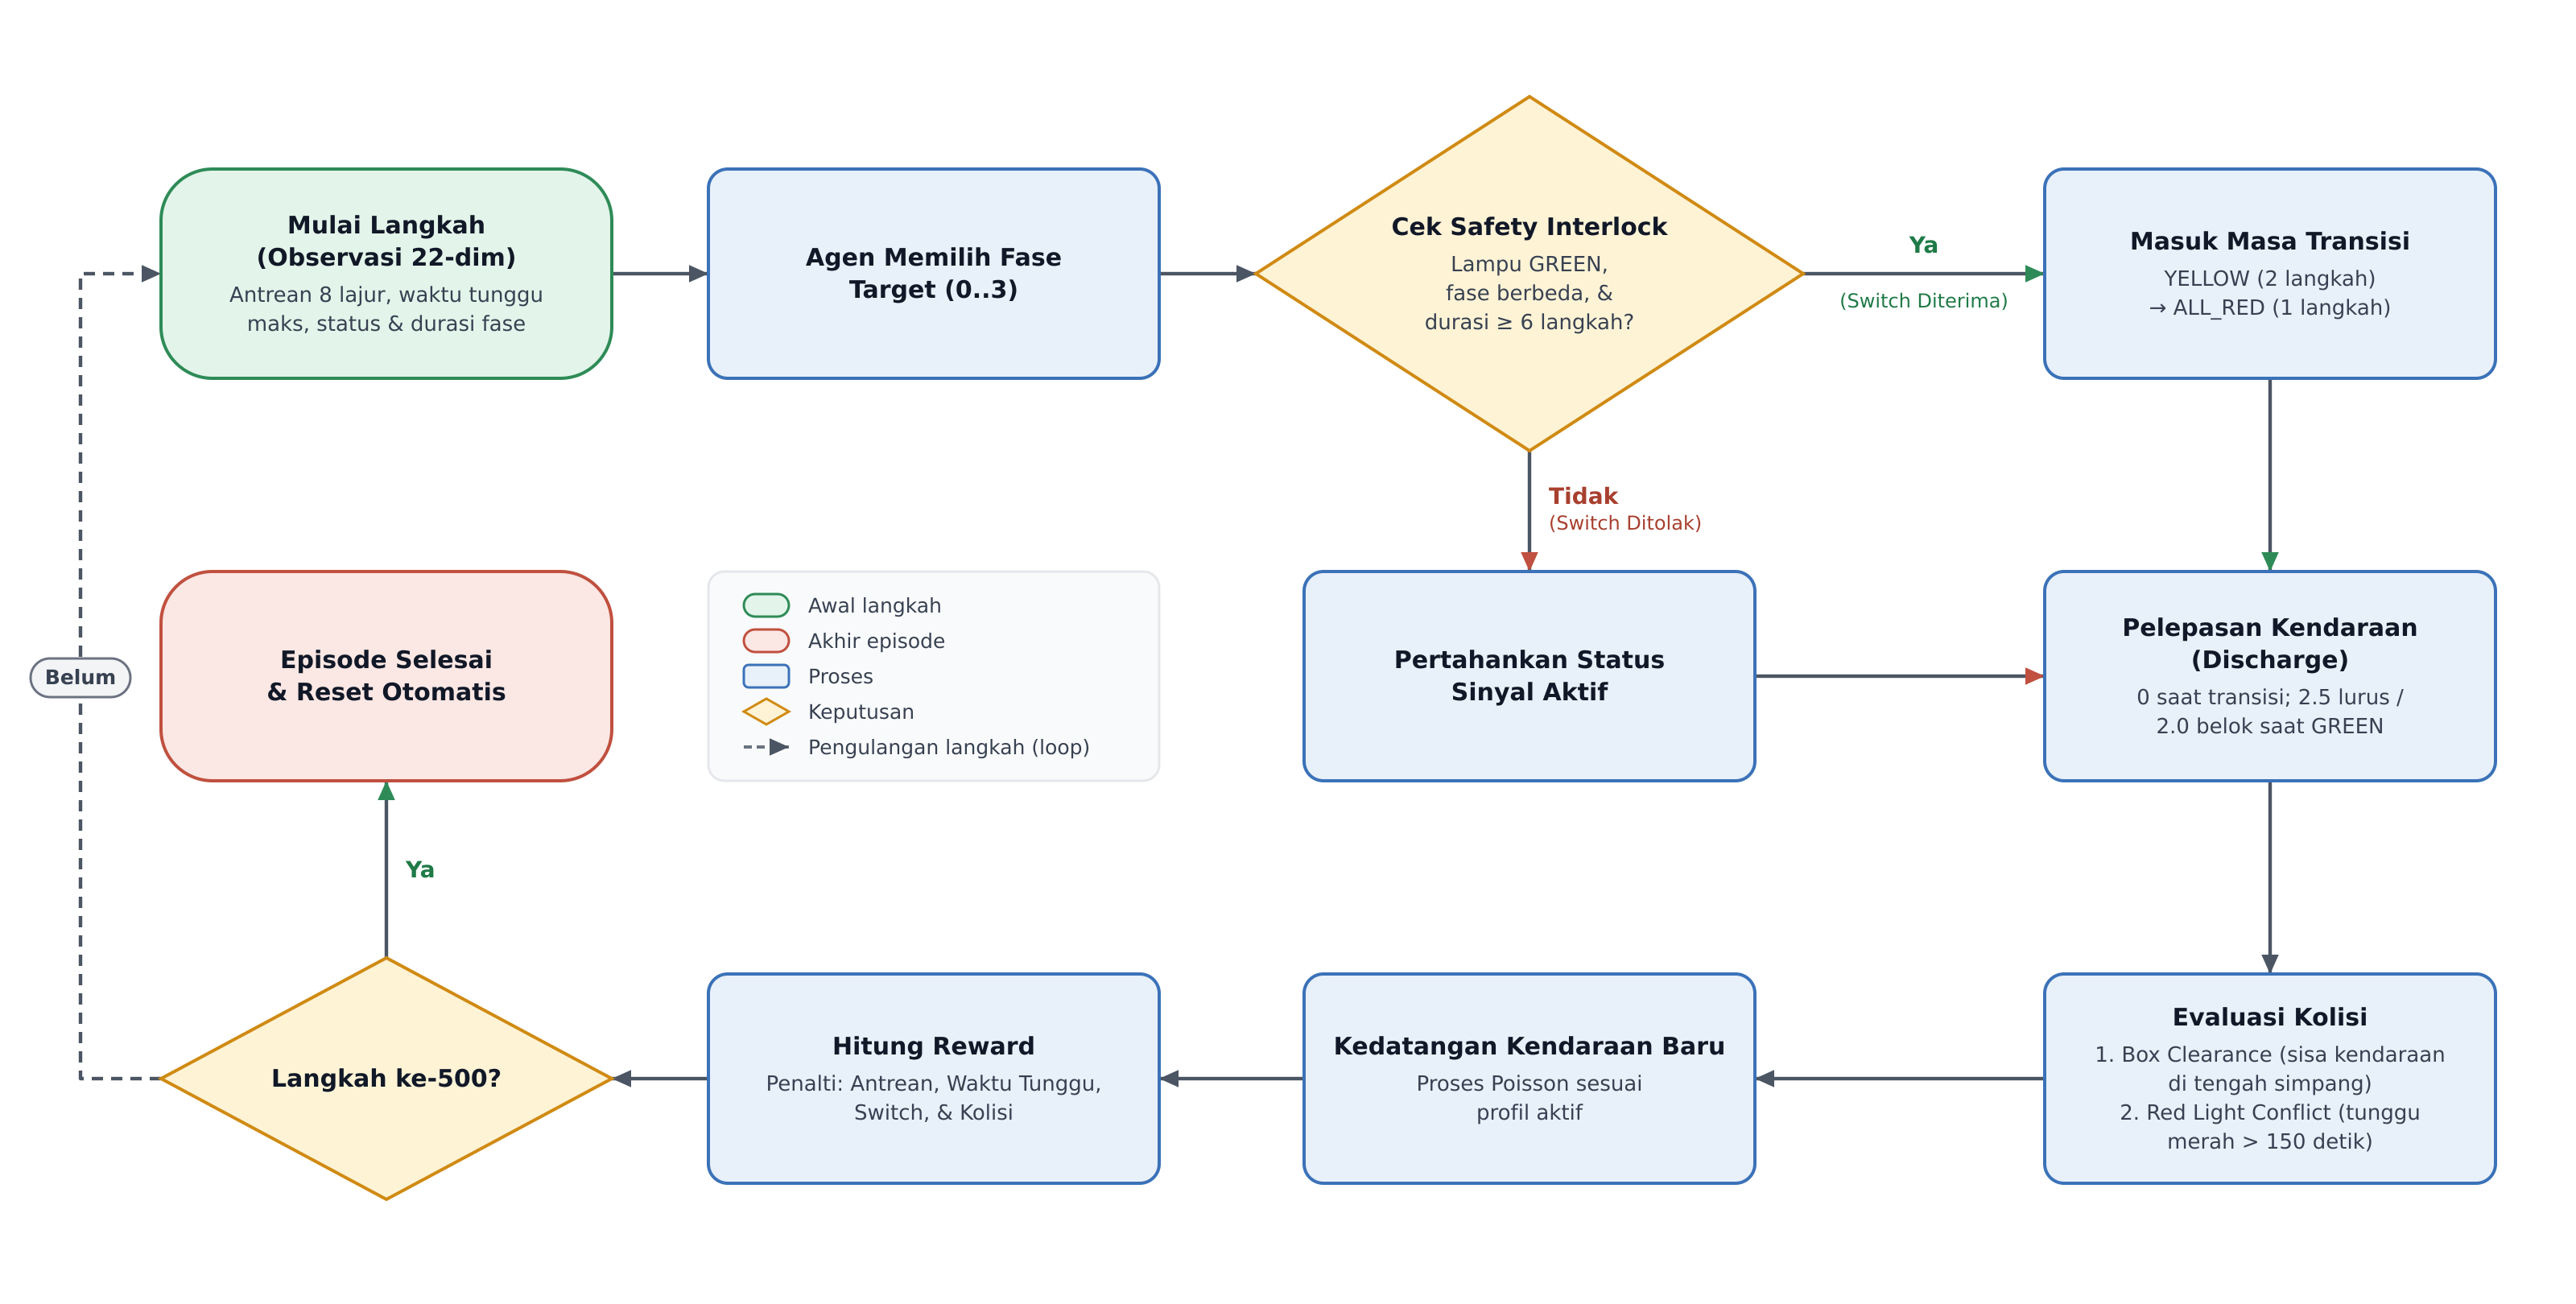 Mulai Langkah
(Observasi 22-dim)
Antrean 8 lajur, waktu tunggu
maks, status & durasi fase
Agen Memilih Fase
Target (0..3)
Cek Safety Interlock
Lampu GREEN,
fase berbeda, &
durasi ≥ 6 langkah?
Ya
(Switch Diterima)
Masuk Masa Transisi
YELLOW (2 langkah)
→ ALL_RED (1 langkah)
Tidak
(Switch Ditolak)
Belum
Episode Selesai
& Reset Otomatis
Awal langkah
Akhir episode
Proses
Keputusan
Pengulangan langkah (loop)
Pertahankan Status
Sinyal Aktif
Pelepasan Kendaraan
(Discharge)
0 saat transisi; 2.5 lurus /
2.0 belok saat GREEN
Ya
Langkah ke-500?
Hitung Reward
Penalti: Antrean, Waktu Tunggu,
Switch, & Kolisi
Kedatangan Kendaraan Baru
Proses Poisson sesuai
profil aktif
Evaluasi Kolisi
1. Box Clearance (sisa kendaraan
di tengah simpang)
2. Red Light Conflict (tunggu
merah > 150 detik)